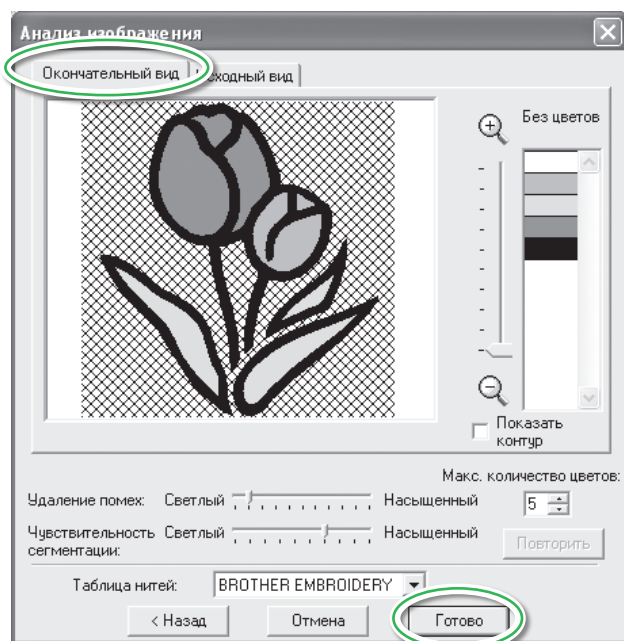 Анализ изображения
Окончательный вид
сходный вид
Без цветов
Показать
контур
Макс. количество цветов:
Удаление помех: Светлый Насыщенный 5
Чувствительность Светлый Насыщенный
сегментации:
Повторить
Таблица нитей: BROTHER EMBROIDERY
< Назад Отмена Готово